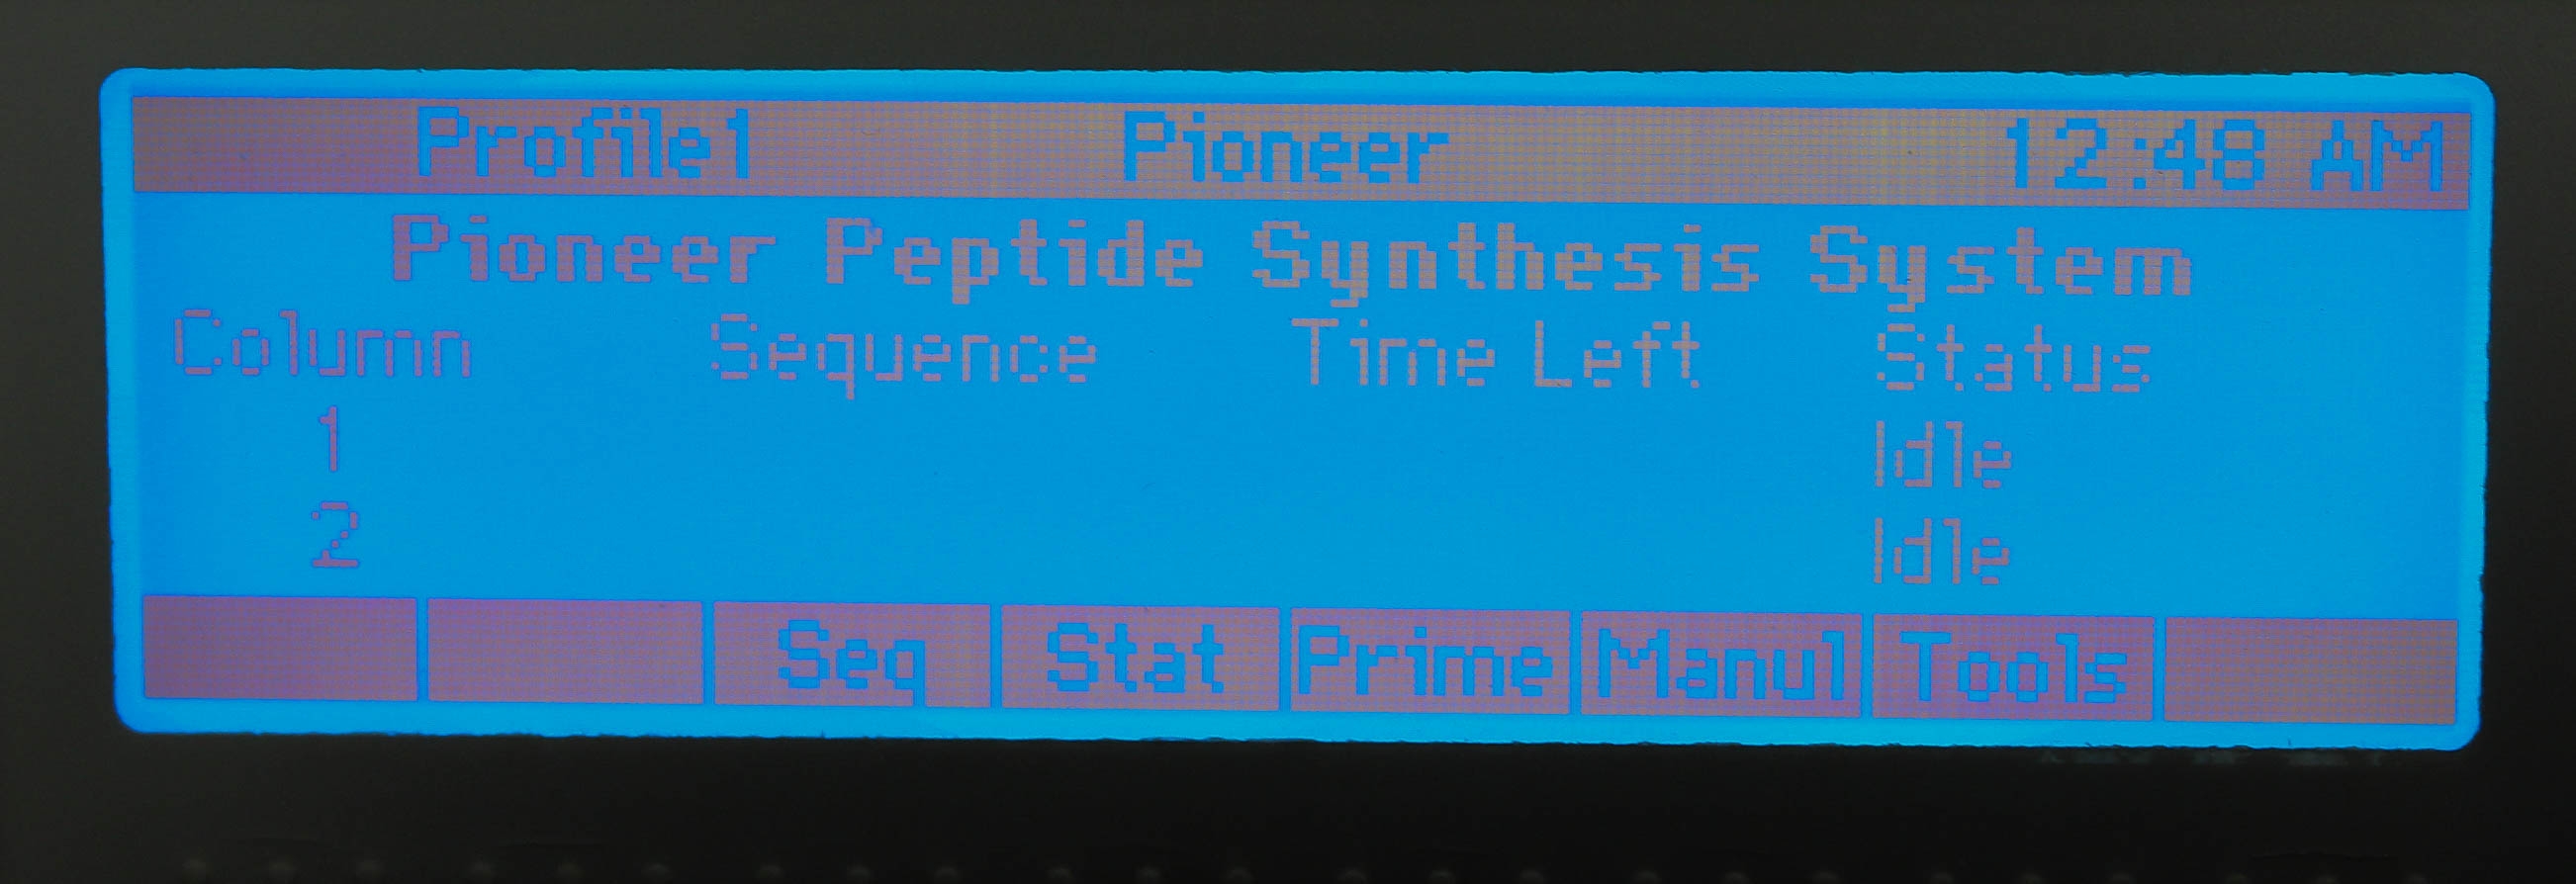 Profile1 Pioneer 12:48 AM
Pioneer Peptide Synthesis System
Column Sequence Time Left Status
1 Idle
2 Idle
Seq Stat Prime Manul Tools